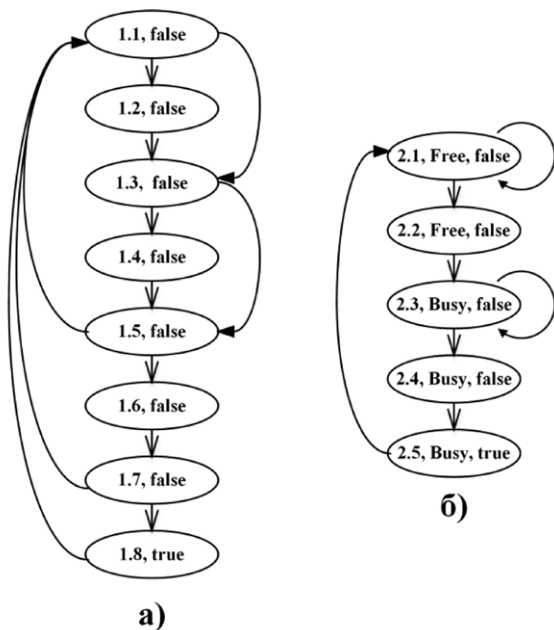 1.1, false
1.2, false
1.3, false
1.4, false
1.5, false
1.6, false
1.7, false
1.8, true
а)
2.1, Free, false
2.2, Free, false
2.3, Busy, false
2.4, Busy, false
2.5, Busy, true
б)